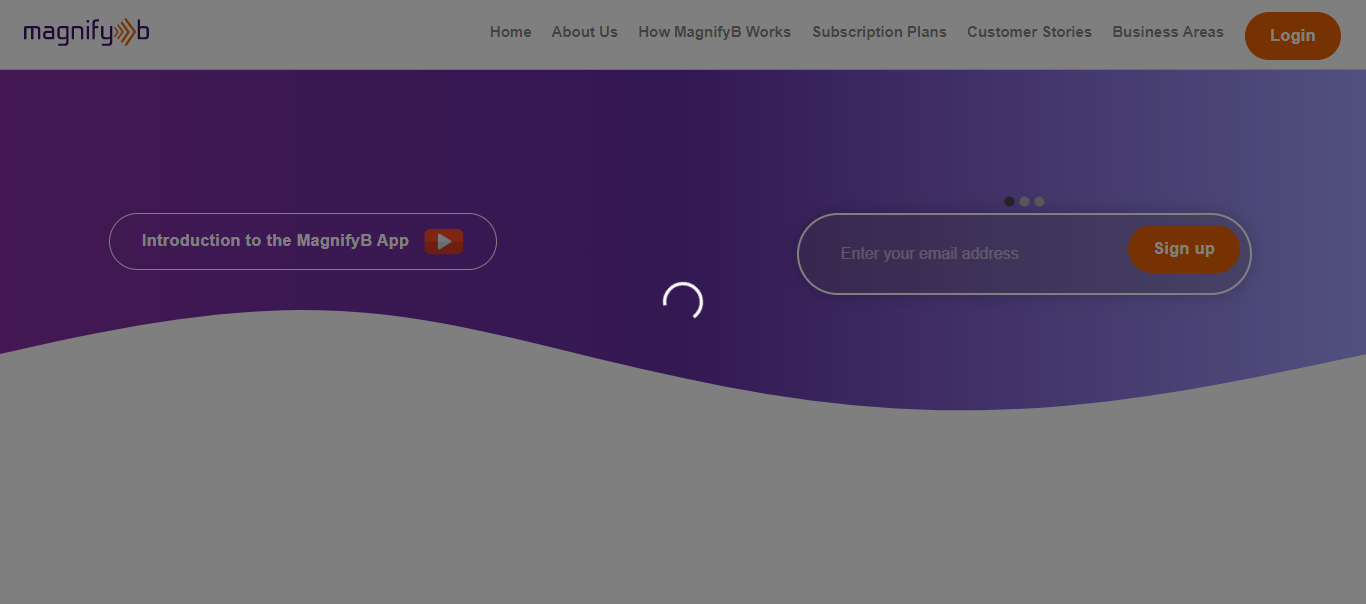 magnifyb
Home About Us How MagnifyB Works Subscription Plans Customer Stories Business Areas Login
Introduction to the MagnifyB App
Enter your email address Sign up